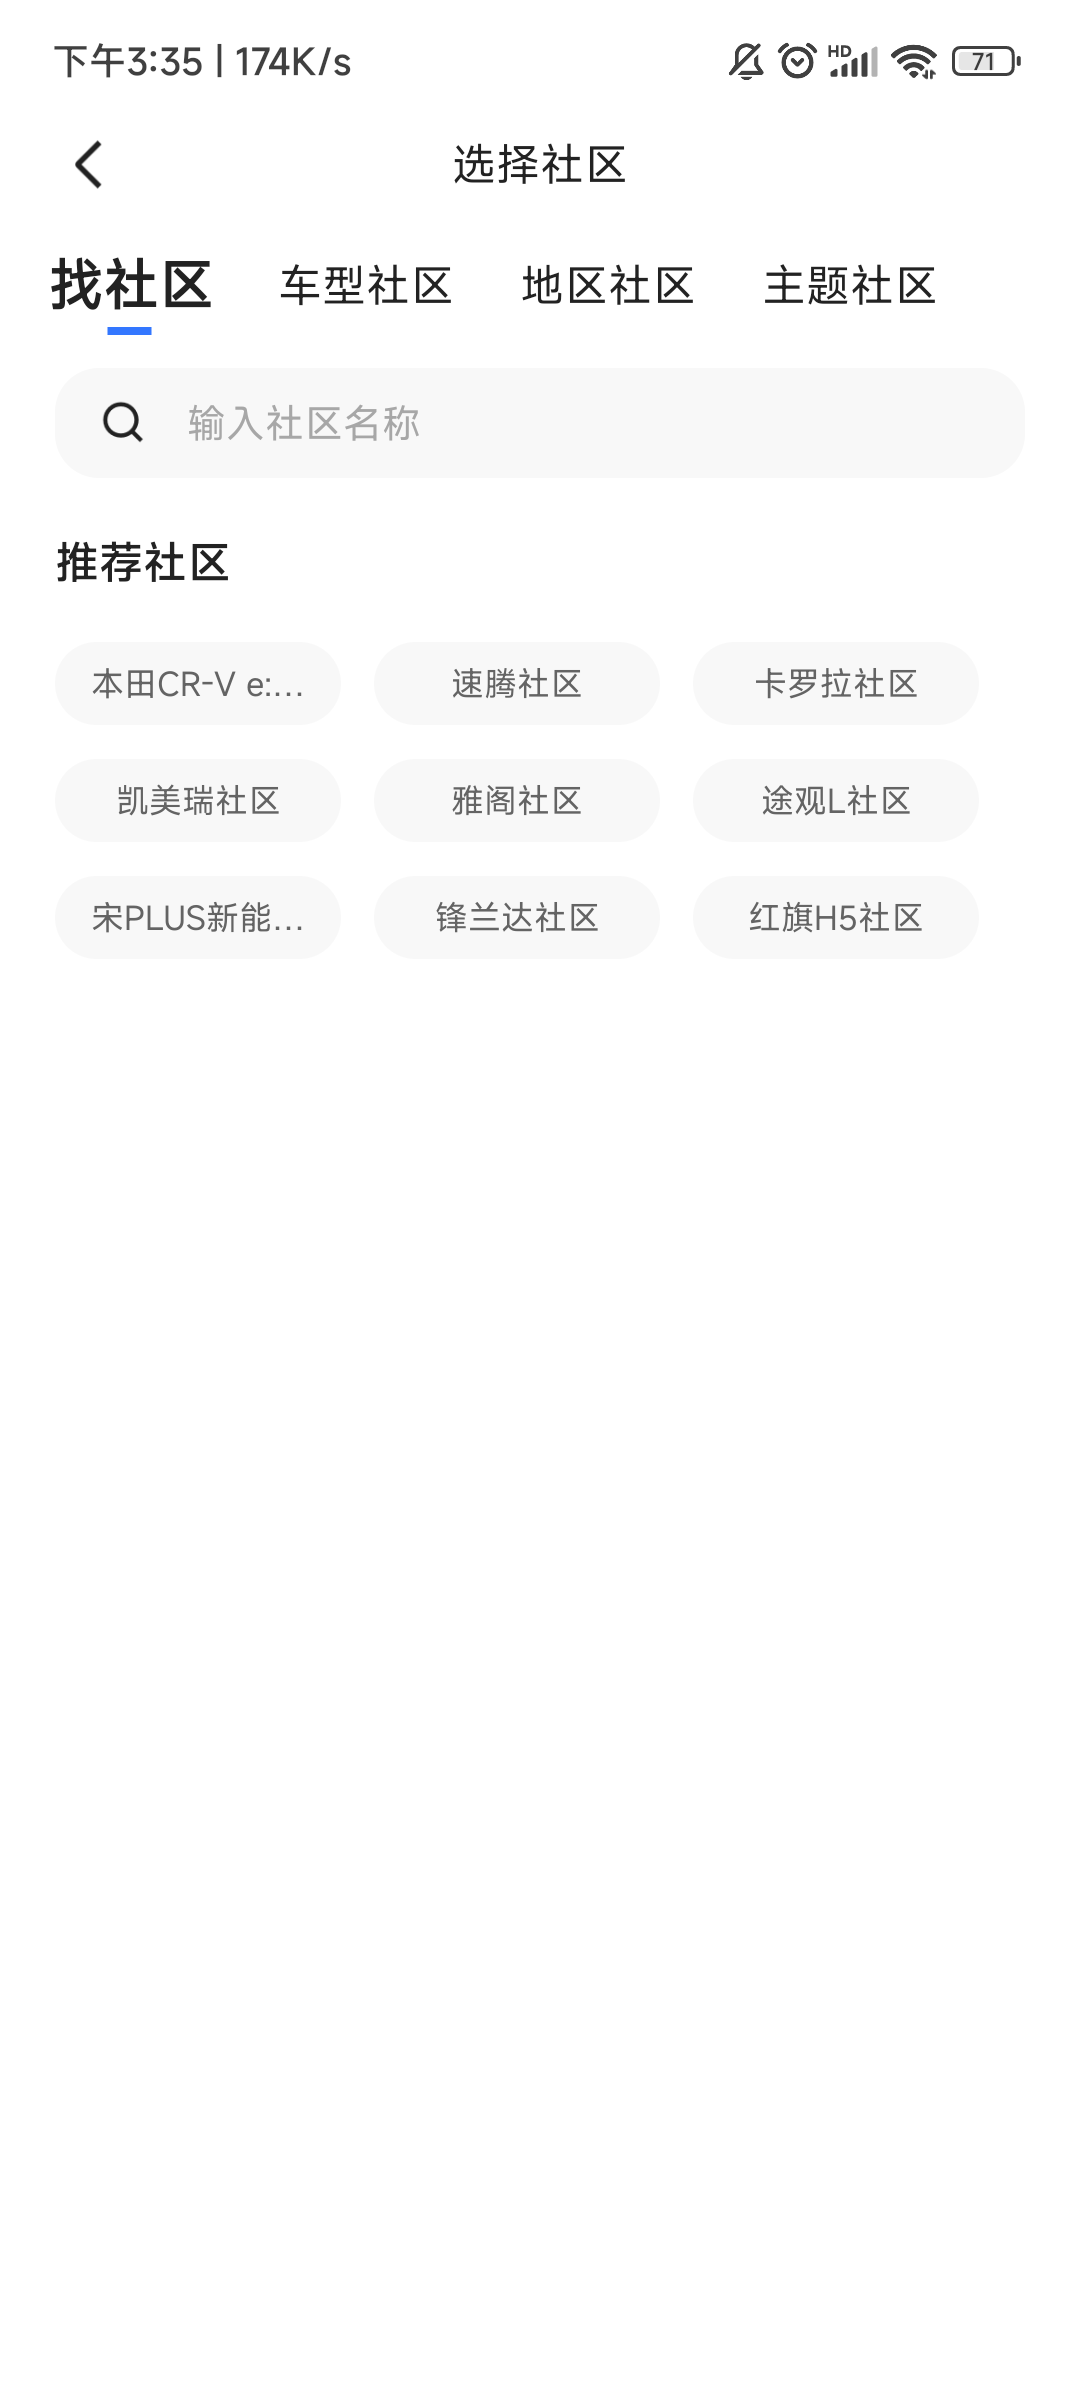 下午3:35 | 174K/s
HD
71
选择社区
找社区 车型社区 地区社区 主题社区
输入社区名称
推荐社区
本田CR-V e:... 速腾社区 卡罗拉社区
凯美瑞社区 雅阁社区 途观L社区
宋PLUS新能... 锋兰达社区 红旗H5社区